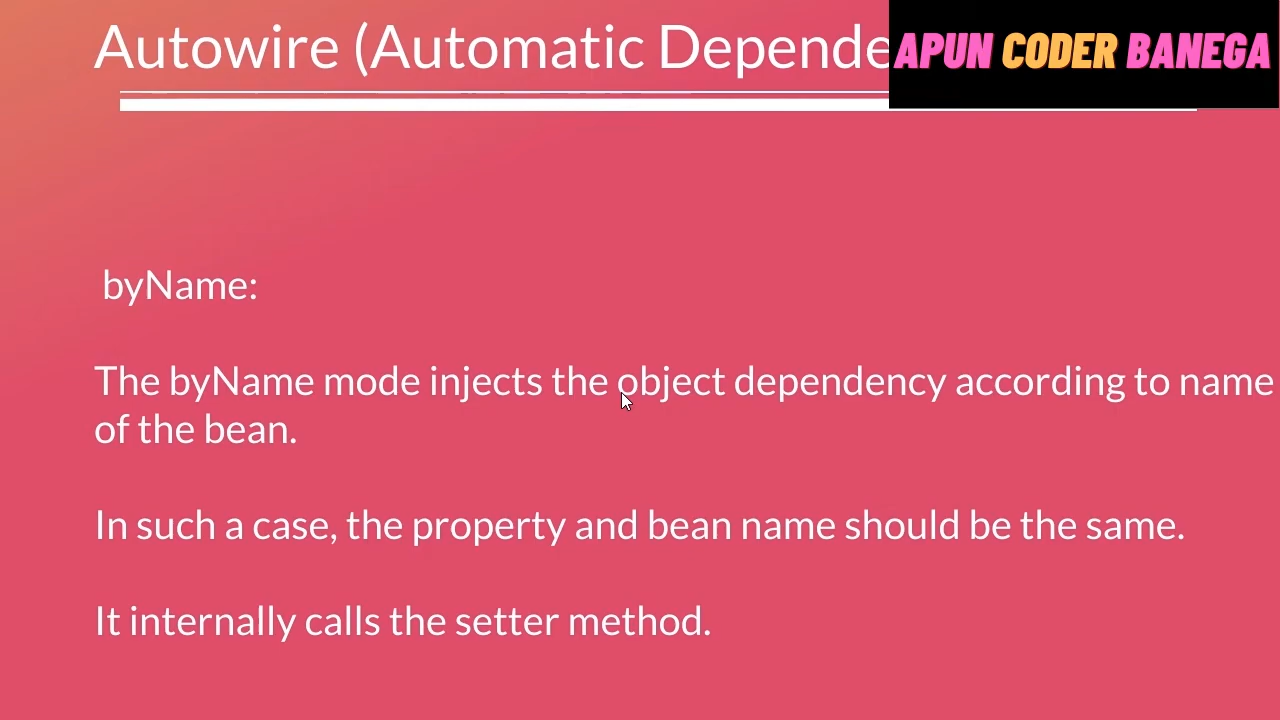 Autowire (Automatic
APUN CODER BANEGA
byName:
The byName mode injects the object dependency according to name
of the bean.
In such a case, the property and bean name should be the same.
It internally calls the setter method.